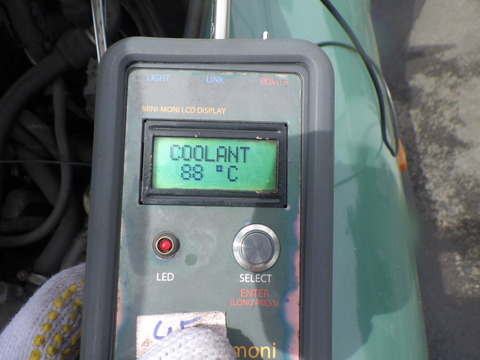 LIGHT LINK POWER
MINI-MONI LCD DISPLAY
COOLANT
88 °C
LED SELECT
ENTER
(LONG PRESS)
moni